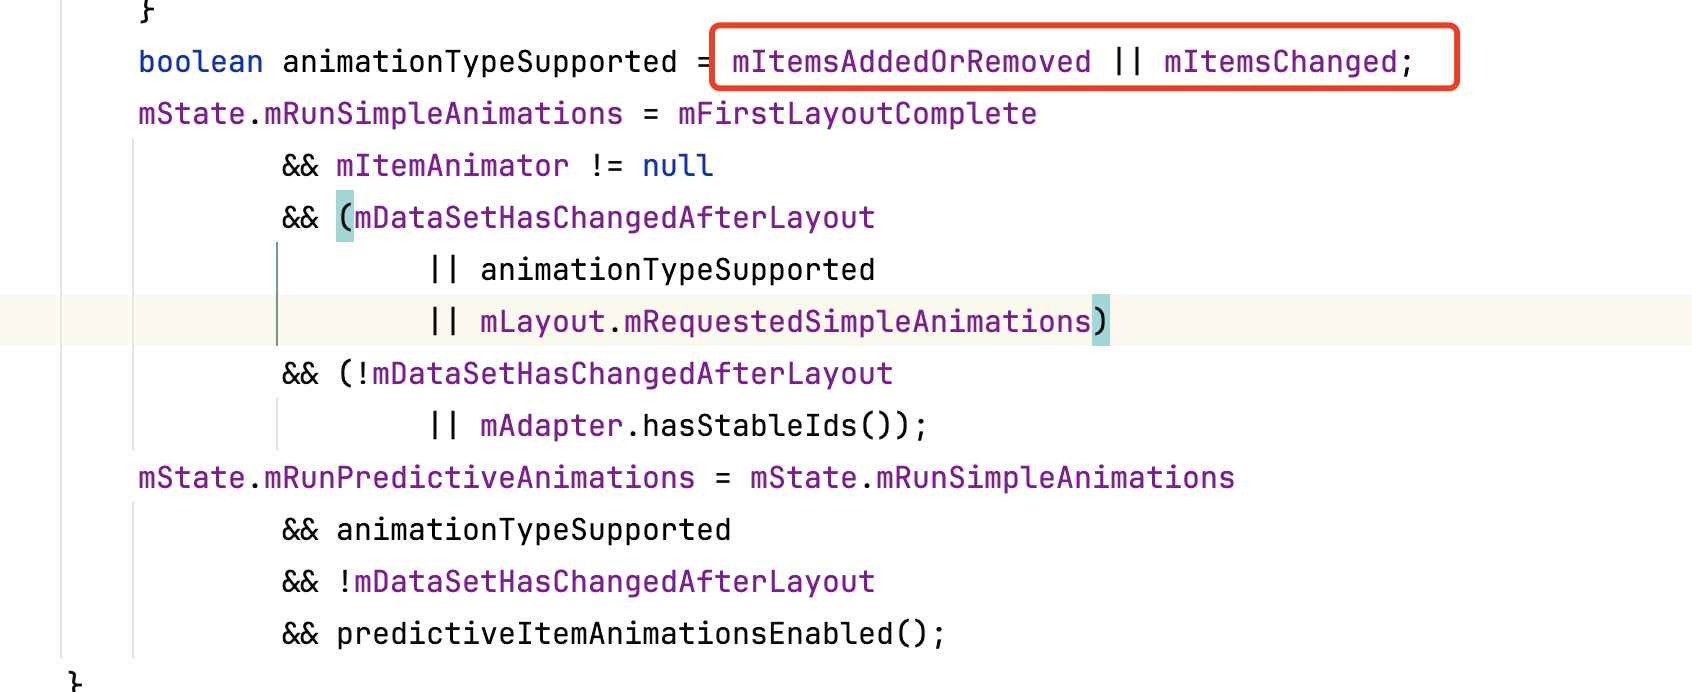 }
boolean animationTypeSupported = mItemsAddedOrRemoved || mItemsChanged;
mState.mRunSimpleAnimations = mFirstLayoutComplete
&& mItemAnimator != null
&& (mDataSetHasChangedAfterLayout
|| animationTypeSupported
|| mLayout.mRequestedSimpleAnimations)
&& (!mDataSetHasChangedAfterLayout
|| mAdapter.hasStableIds());
mState.mRunPredictiveAnimations = mState.mRunSimpleAnimations
&& animationTypeSupported
&& !mDataSetHasChangedAfterLayout
&& predictiveItemAnimationsEnabled();
}